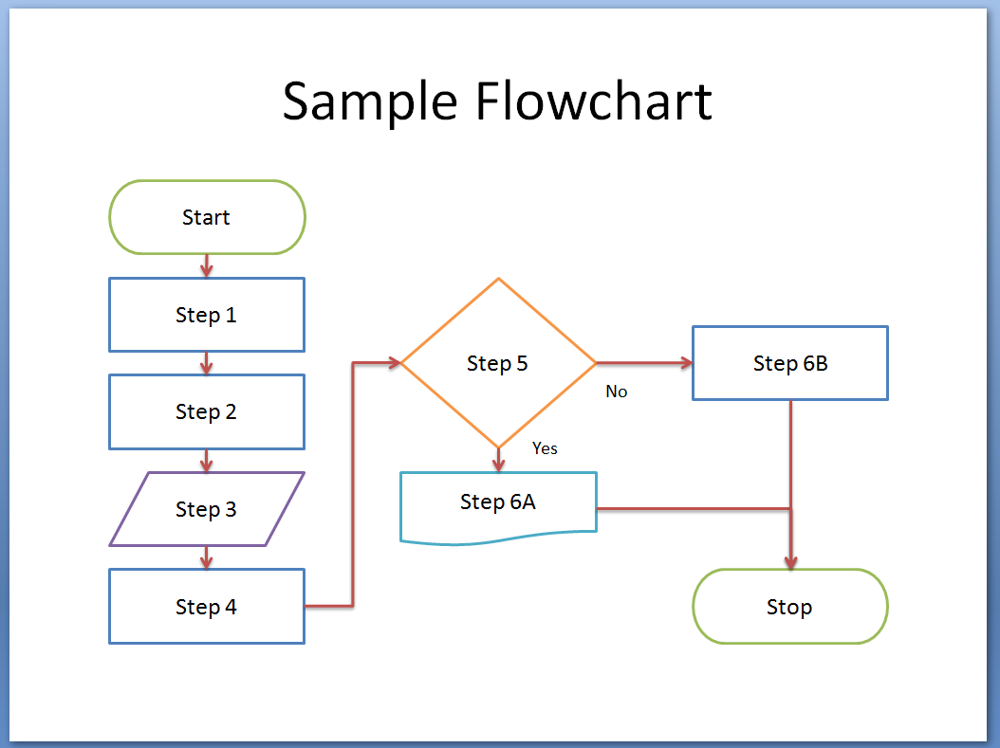 Sample Flowchart
Start
Step 1
Step 2
Step 3
Step 4
Step 5
No
Yes
Step 6A
Step 6B
Stop